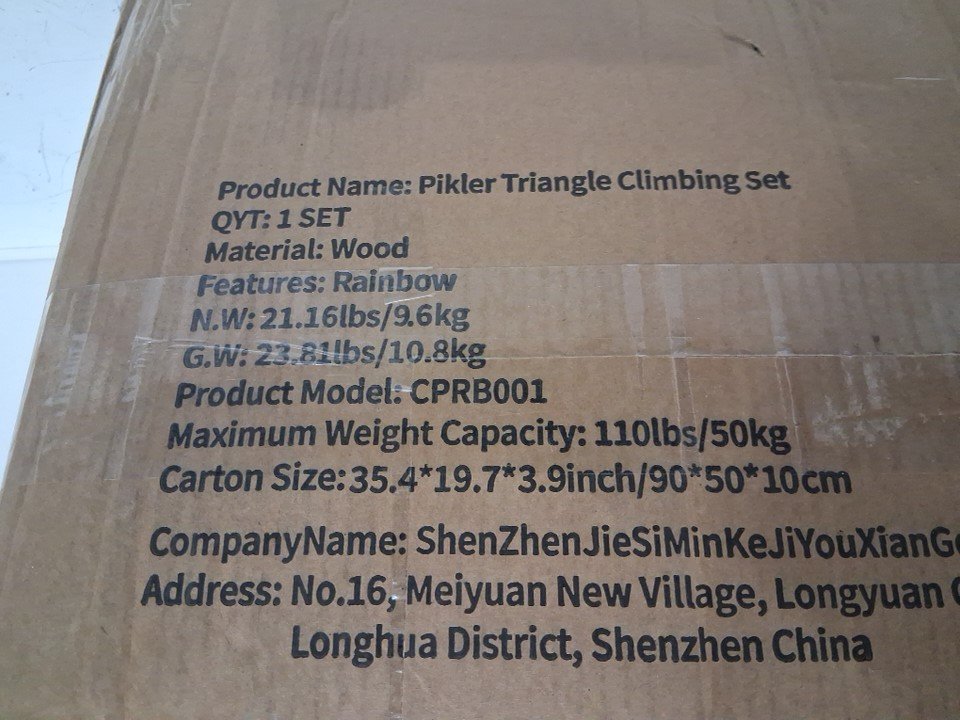 Product Name: Pikler Triangle Climbing Set
QYT: 1 SET
Material: Wood
Features: Rainbow
N.W: 21.16lbs/9.6kg
G.W: 23.81lbs/10.8kg
Product Model: CPRB001
Maximum Weight Capacity: 110lbs/50kg
Carton Size:35.4*19.7*3.9inch/90*50*10cm
CompanyName: ShenZhenJieSiMinKeJiYouXianG
Address: No.16, Meiyuan New Village, Longyuan
Longhua District, Shenzhen China